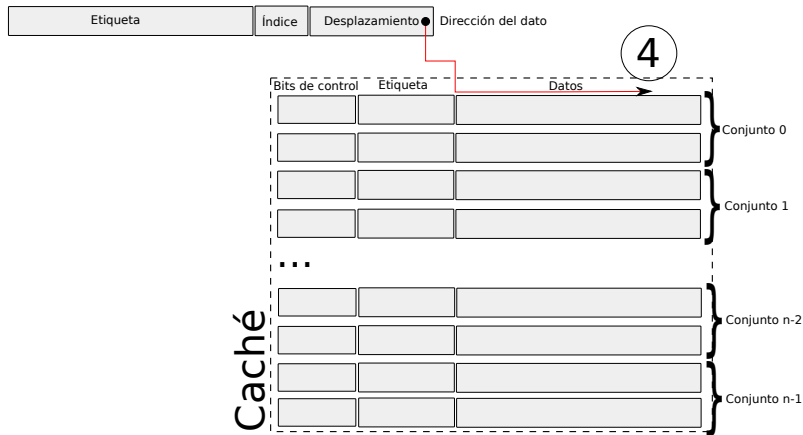 Etiqueta Índice Desplazamiento Dirección del dato
4
Bits de control Etiqueta Datos
Conjunto 0
Conjunto 1
...
Conjunto n-2
Conjunto n-1
Caché